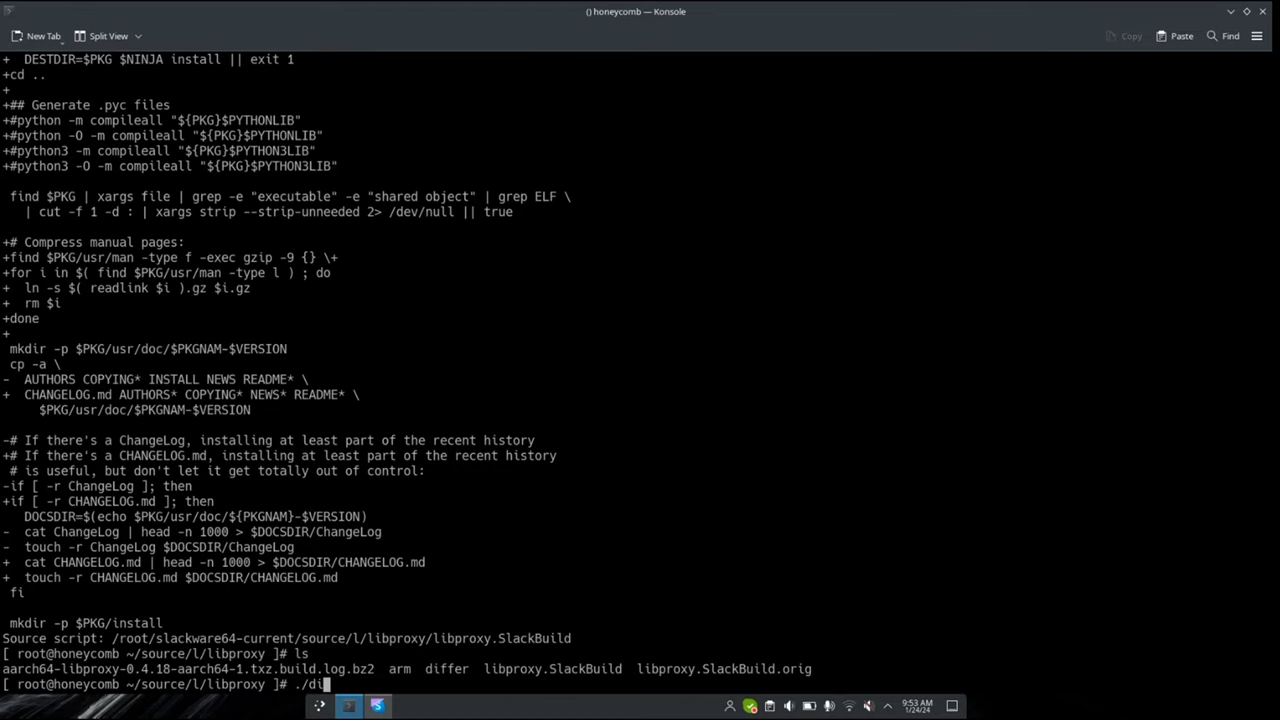 () honeycomb — Konsole
New Tab Split View Copy Paste Find
+  DESTDIR=$PKG $NINJA install || exit 1
+cd ..
+
+## Generate .pyc files
+#python -m compileall "${PKG}$PYTHONLIB"
+#python -O -m compileall "${PKG}$PYTHONLIB"
+#python3 -m compileall "${PKG}$PYTHON3LIB"
+#python3 -O -m compileall "${PKG}$PYTHON3LIB"
find $PKG | xargs file | grep -e "executable" -e "shared object" | grep ELF \
| cut -f 1 -d : | xargs strip --strip-unneeded 2> /dev/null || true
+# Compress manual pages:
+find $PKG/usr/man -type f -exec gzip -9 {} \+
+for i in $( find $PKG/usr/man -type l ) ; do
+  ln -s $( readlink $i ).gz $i.gz
+  rm $i
+done
+
mkdir -p $PKG/usr/doc/$PKGNAM-$VERSION
cp -a \
-  AUTHORS COPYING* INSTALL NEWS README* \
+  CHANGELOG.md AUTHORS* COPYING* NEWS* README* \
$PKG/usr/doc/$PKGNAM-$VERSION
-# If there's a ChangeLog, installing at least part of the recent history
+# If there's a CHANGELOG.md, installing at least part of the recent history
# is useful, but don't let it get totally out of control:
-if [ -r ChangeLog ]; then
+if [ -r CHANGELOG.md ]; then
DOCSDIR=$(echo $PKG/usr/doc/${PKGNAM}-$VERSION)
-  cat ChangeLog | head -n 1000 > $DOCSDIR/ChangeLog
-  touch -r ChangeLog $DOCSDIR/ChangeLog
+  cat CHANGELOG.md | head -n 1000 > $DOCSDIR/CHANGELOG.md
+  touch -r CHANGELOG.md $DOCSDIR/CHANGELOG.md
fi
mkdir -p $PKG/install
Source script: /root/slackware64-current/source/l/libproxy/libproxy.SlackBuild
[ root@honeycomb ~/source/l/libproxy ]# ls
aarch64-libproxy-0.4.18-aarch64-1.txz.build.log.bz2  arm  differ  libproxy.SlackBuild  libproxy.SlackBuild.orig
[ root@honeycomb ~/source/l/libproxy ]# ./di
9:53 AM
1/24/24